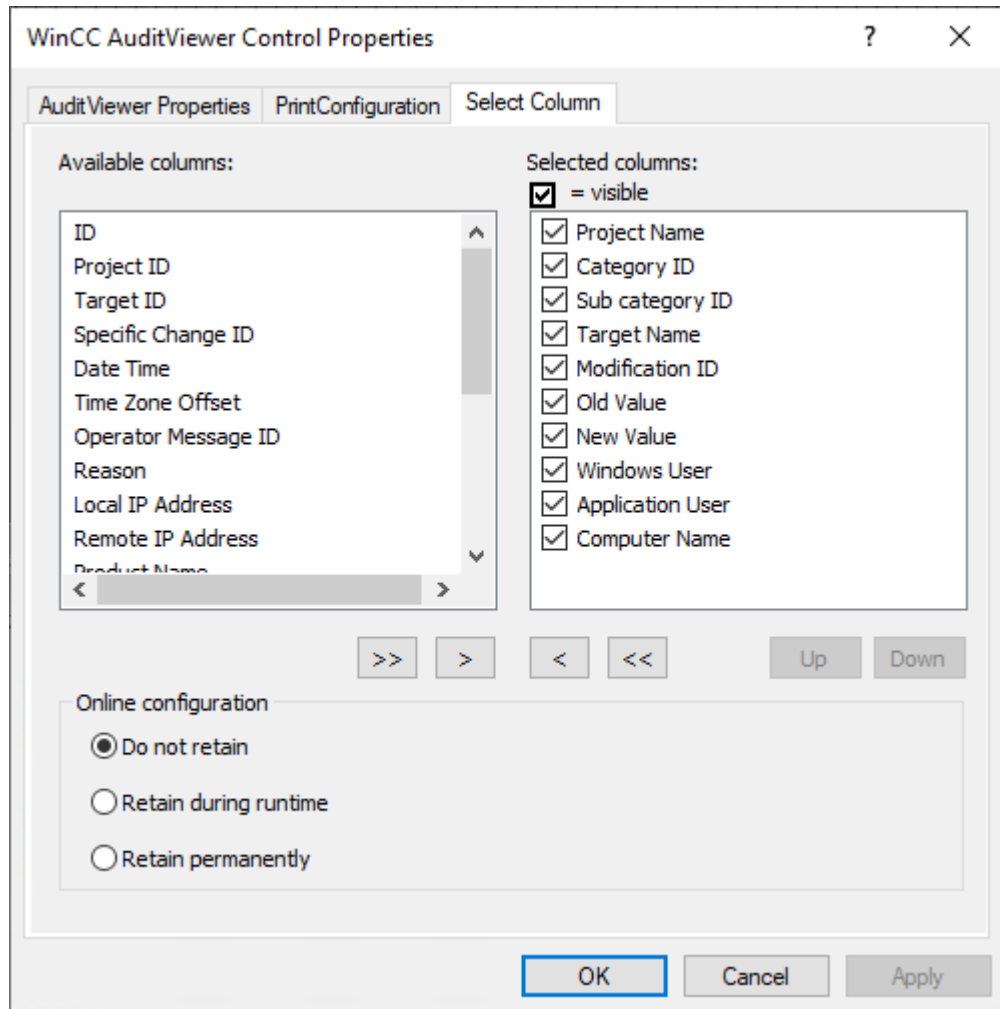 WinCC AuditViewer Control Properties ?
AuditViewer Properties PrintConfiguration Select Column
Available columns:
ID
Project ID
Target ID
Specific Change ID
Date Time
Time Zone Offset
Operator Message ID
Reason
Local IP Address
Remote IP Address
Product Name
Selected columns:
= visible
Project Name
Category ID
Sub category ID
Target Name
Modification ID
Old Value
New Value
Windows User
Application User
Computer Name
>> > < << Up Down
Online configuration
Do not retain
Retain during runtime
Retain permanently
OK Cancel Apply